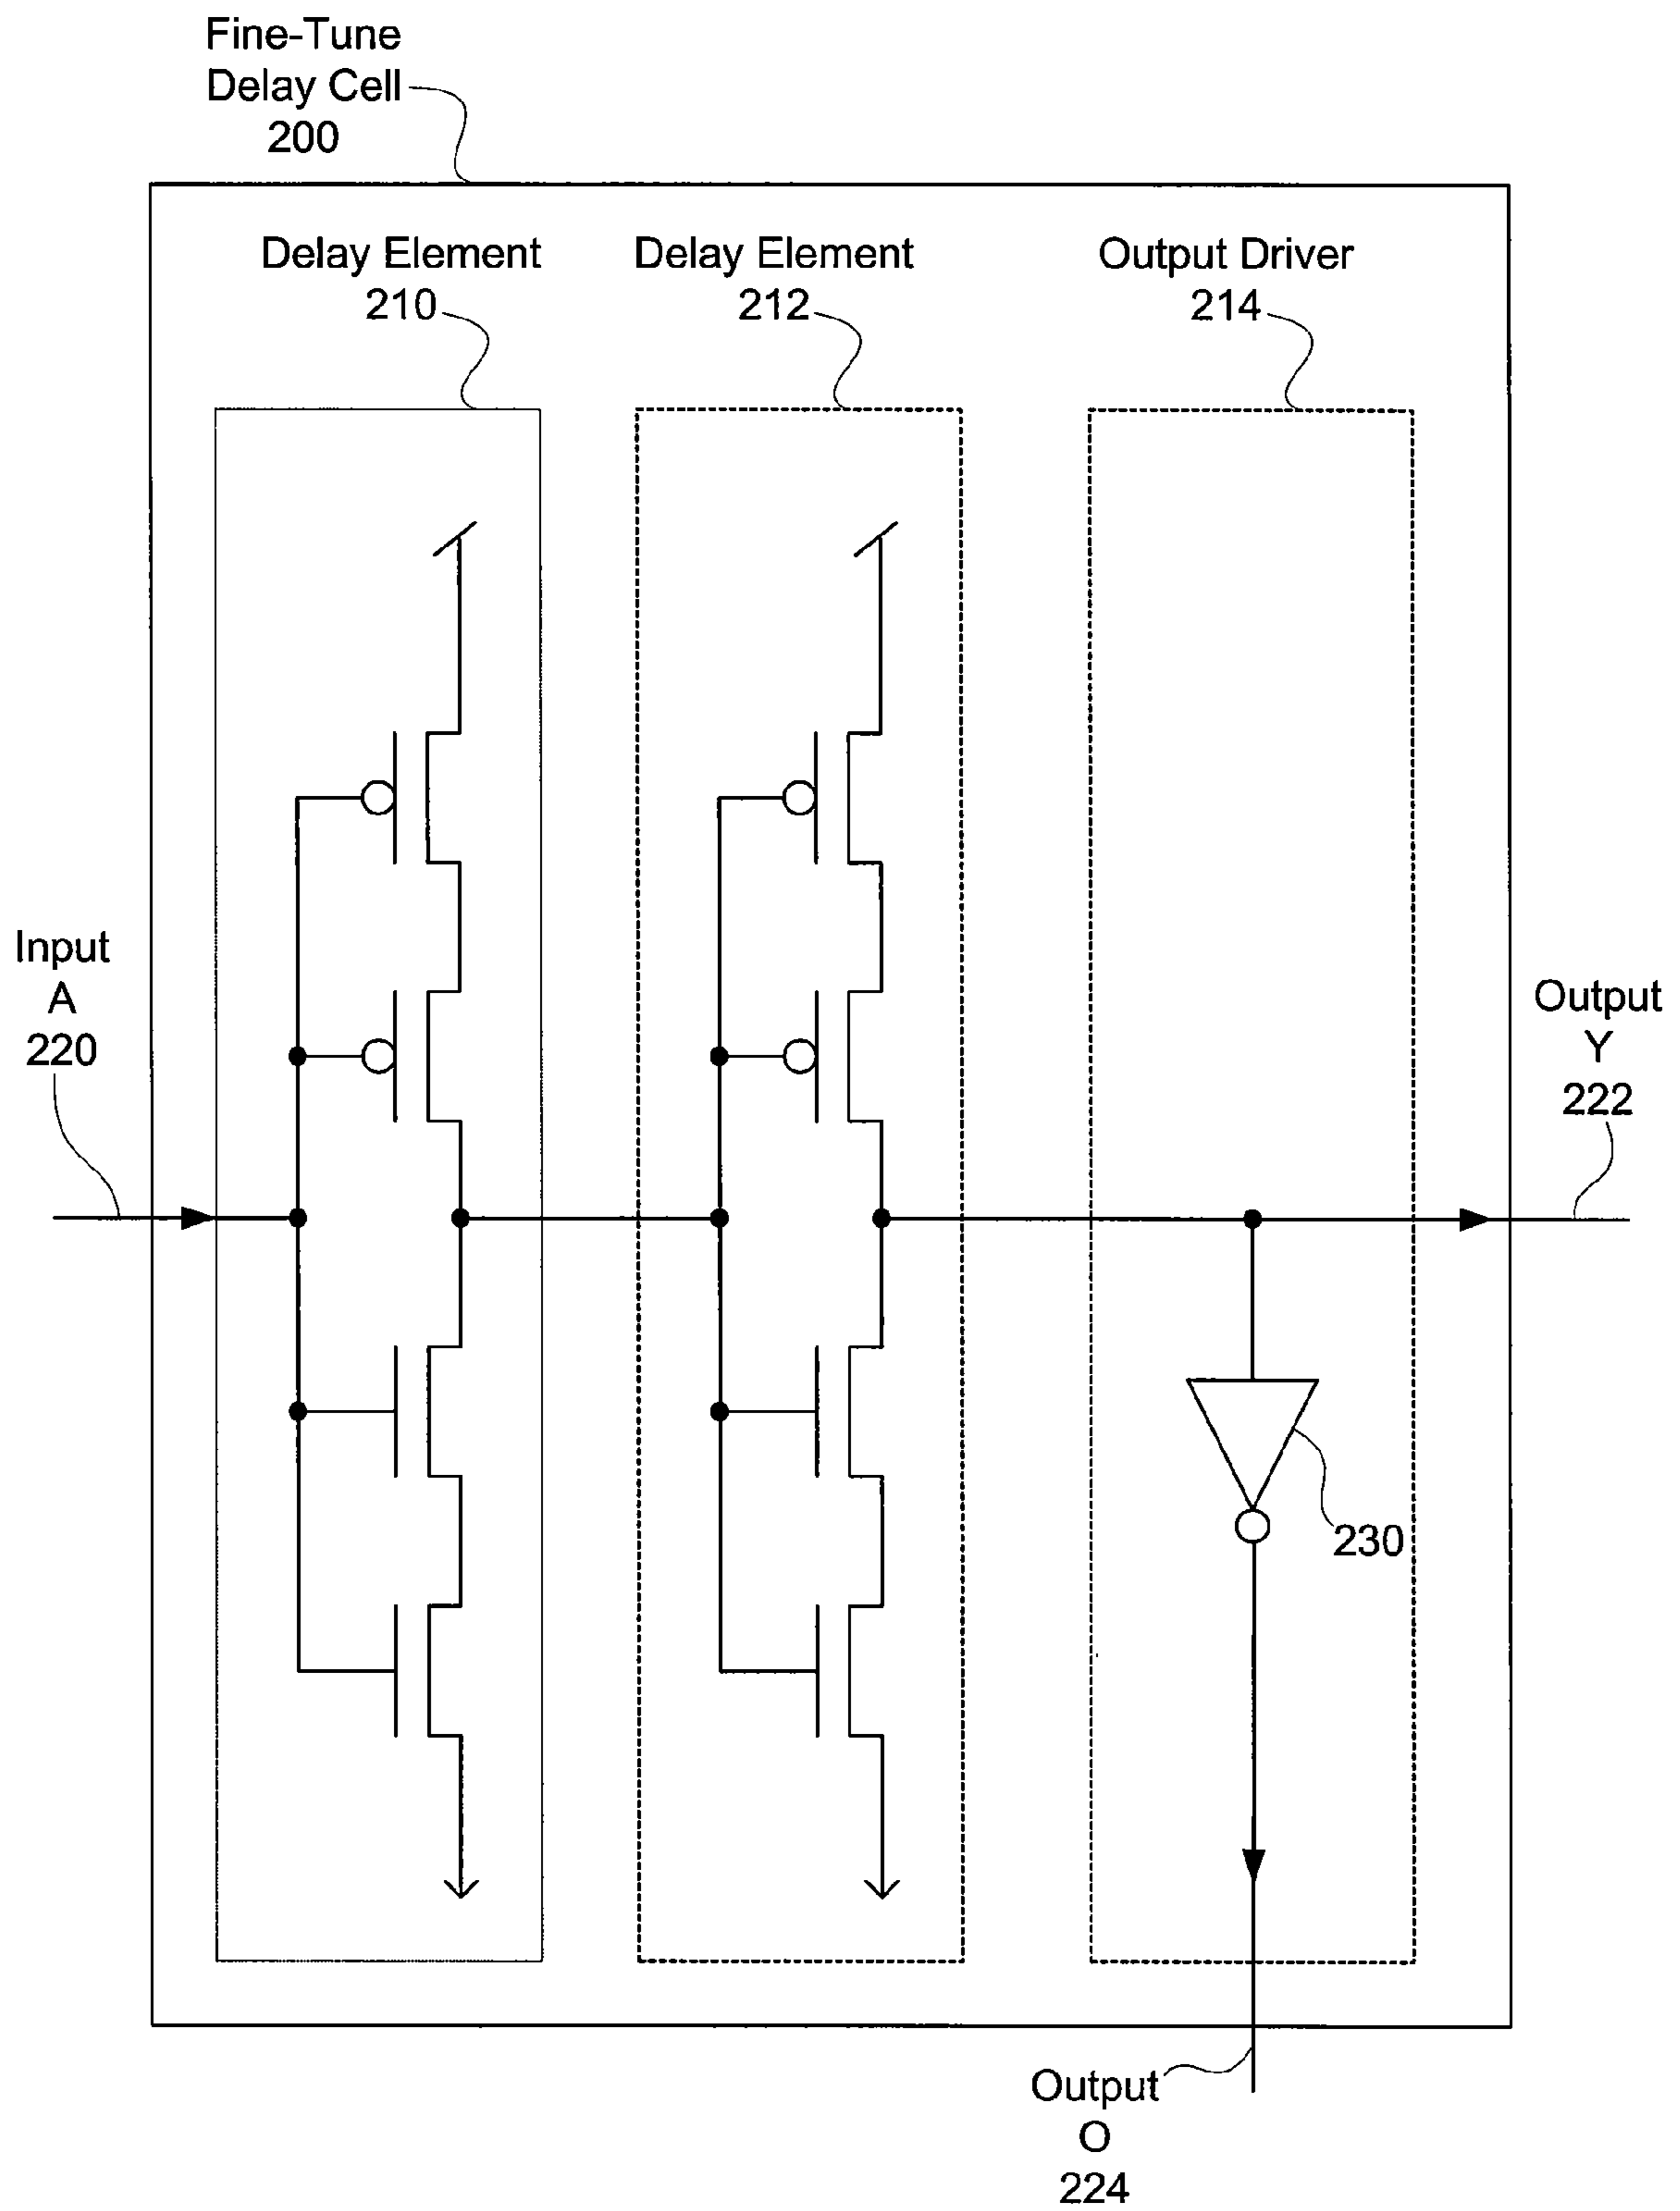 Fine-Tune
Delay Cell
200
Delay Element
210
Delay Element
212
Output Driver
214
Input
A
220
Output
Y
222
230
Output
O
224